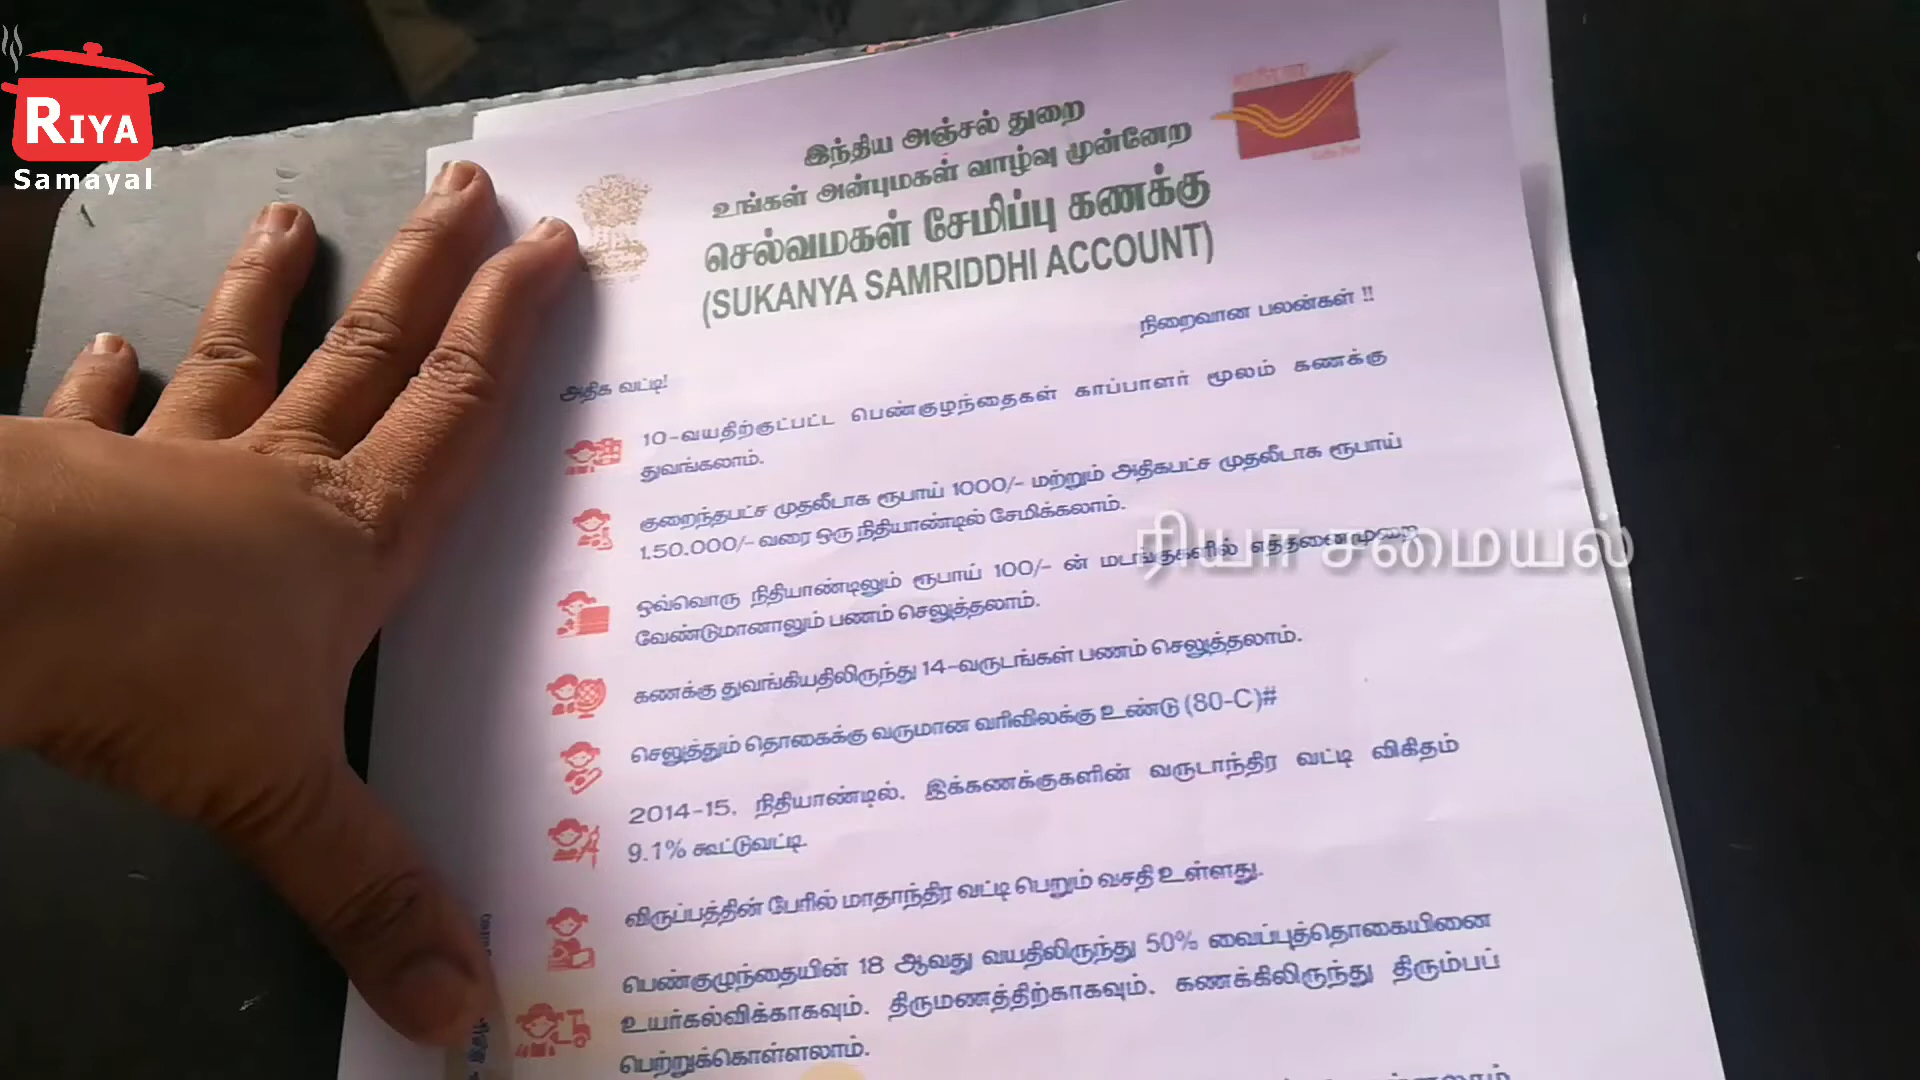 RIYA
Samayal
இந்திய அஞ்சல் துறை
உங்கள் அன்புமகள் வாழ்வு முன்னேற
செல்வமகள் சேமிப்பு கணக்கு
(SUKANYA SAMRIDDHI ACCOUNT)
நிறைவான பலன்கள் !!
அதிக வட்டி!
10-வயதிற்குட்பட்ட பெண்குழந்தைகள் காப்பாளர் மூலம் கணக்கு
துவங்கலாம்.
குறைந்தபட்ச முதலீடாக ரூபாய் 1000/- மற்றும் அதிகபட்ச முதலீடாக ரூபாய்
1,50,000/- வரை ஒரு நிதியாண்டில் சேமிக்கலாம்.
ரியா சமையல்
ஒவ்வொரு நிதியாண்டிலும் ரூபாய் 100/- ன் மடங்குகளில் எத்தனைமுறை
வேண்டுமானாலும் பணம் செலுத்தலாம்.
கணக்கு துவங்கியதிலிருந்து 14-வருடங்கள் பணம் செலுத்தலாம்.
செலுத்தும் தொகைக்கு வருமான வரிவிலக்கு உண்டு (80-C)#
2014-15, நிதியாண்டில், இக்கணக்குகளின் வருடாந்திர வட்டி விகிதம்
9.1% கூட்டுவட்டி.
விருப்பத்தின் பேரில் மாதாந்திர வட்டி பெறும் வசதி உள்ளது.
பெண்குழுந்தையின் 18 ஆவது வயதிலிருந்து 50% வைப்புத்தொகையினை
உயர்கல்விக்காகவும், திருமணத்திற்காகவும், கணக்கிலிருந்து திரும்பப்
பெற்றுக்கொள்ளலாம்.